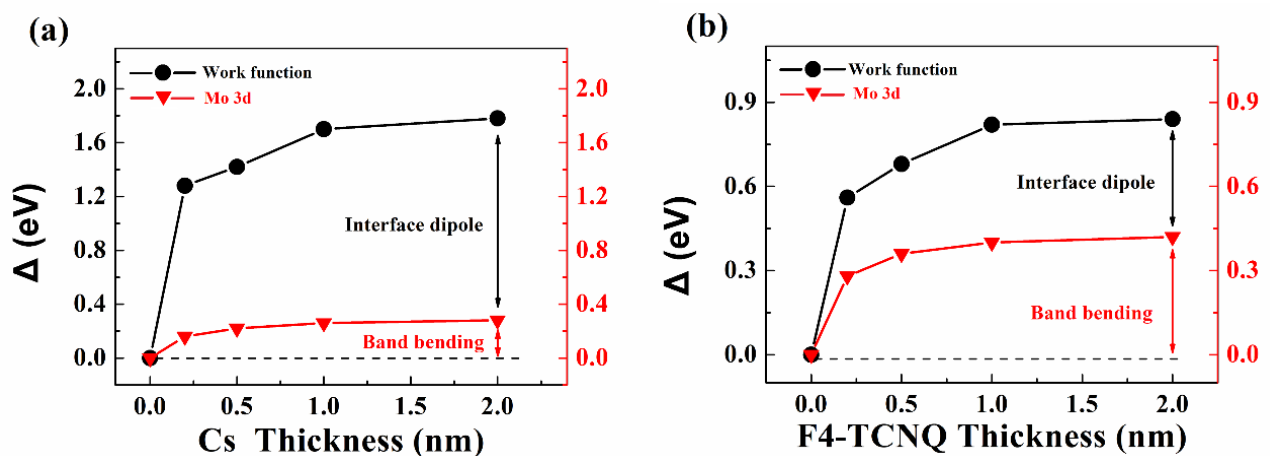 (a)
Work function
Mo 3d
2.0
1.6
1.2
0.8
0.4
0.0
Δ (eV)
2.0
1.6
1.2
0.8
0.4
0.0
Interface dipole
Band bending
0.0 0.5 1.0 1.5 2.0
Cs Thickness (nm)
(b)
Work function
Mo 3d
0.9
0.6
0.3
0.0
Δ (eV)
0.9
0.6
0.3
0.0
Interface dipole
Band bending
0.0 0.5 1.0 1.5 2.0
F4-TCNQ Thickness (nm)